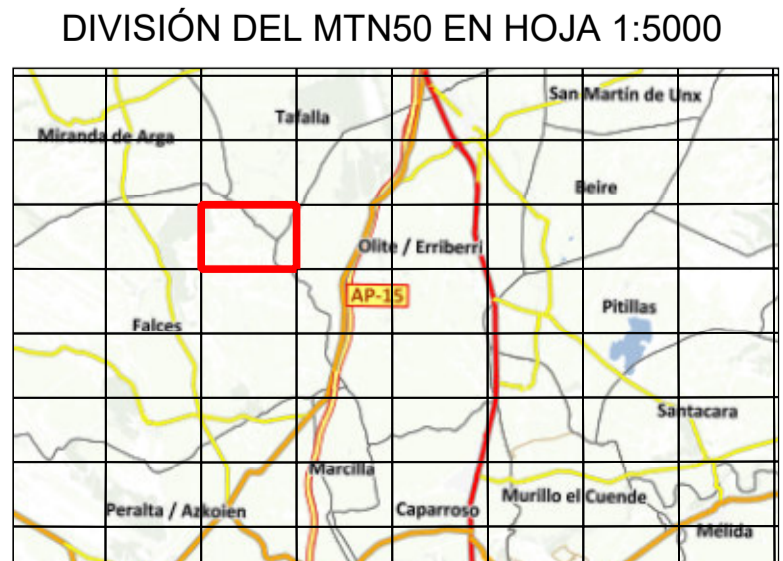 DIVISIÓN DEL MTN50 EN HOJA 1:5000
San Martín de Unx
Tafalla
Miranda de Arga
Beire
Olite / Erriberri
AP-15
Pitillas
Falces
Santacara
Marcilla
Murillo el Cuende
Peralta / Azkoien
Caparroso
Mélida